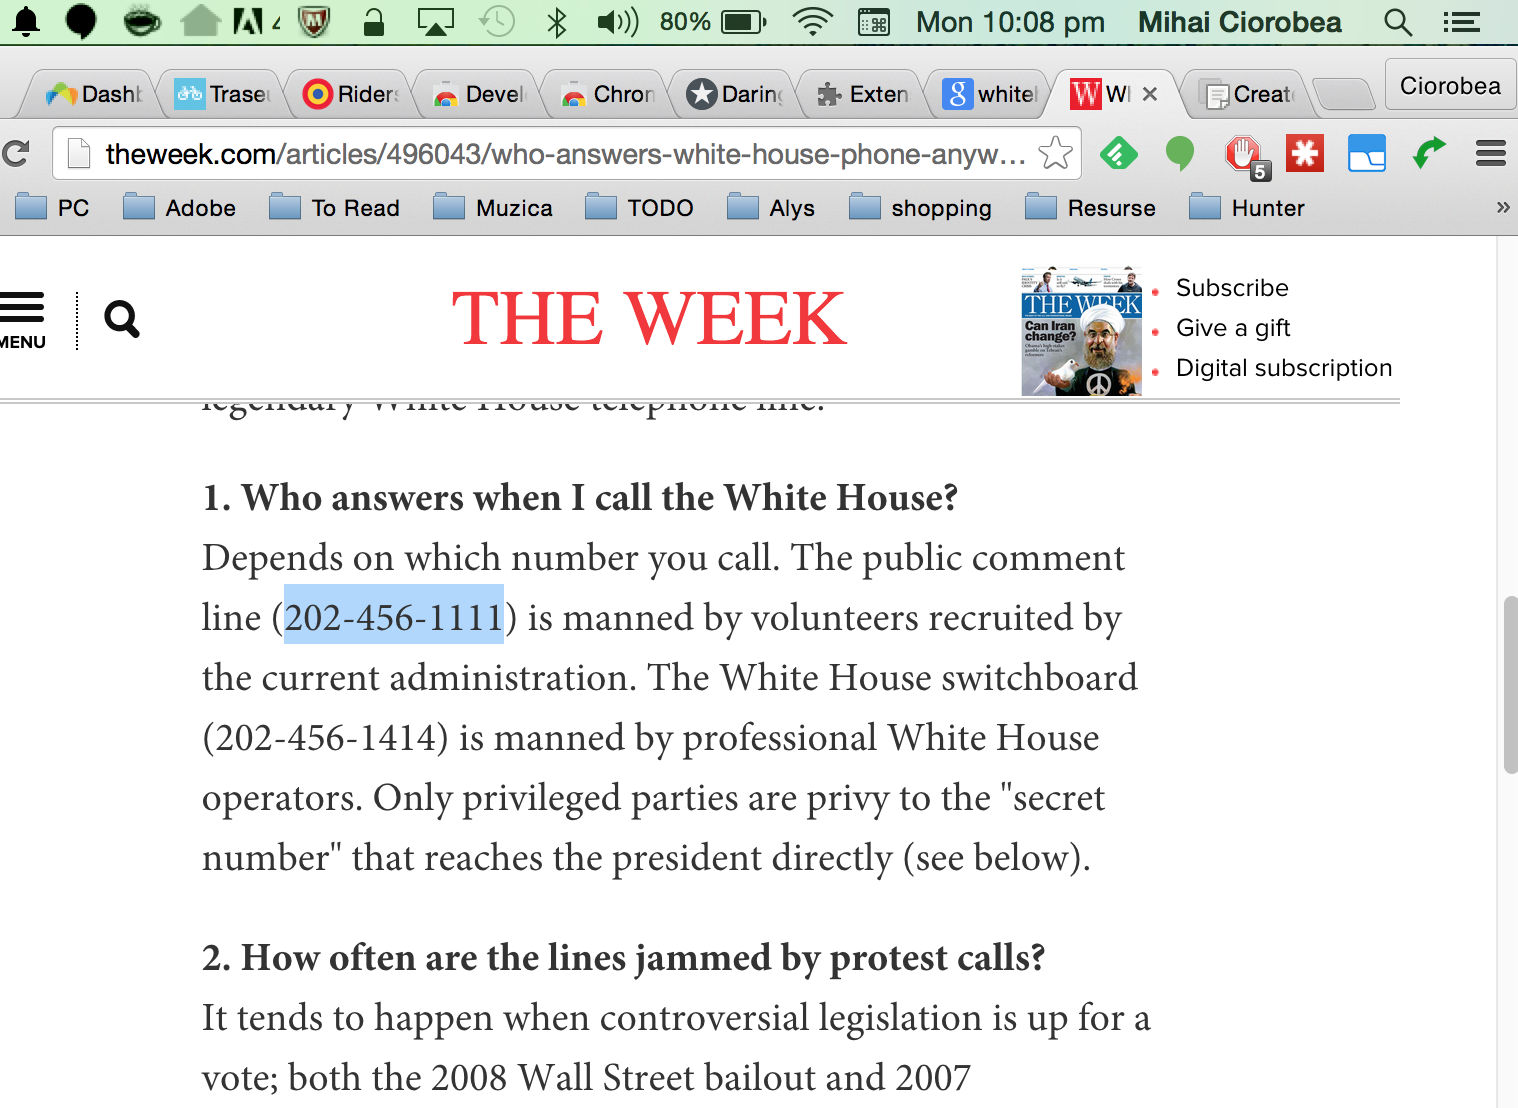 80% Mon 10:08 pm Mihai Ciorobea
Dash Trase Rider Devel Chron Daring Exten white W Create Ciorobea
theweek.com/articles/496043/who-answers-white-house-phone-anyw...
5
PC Adobe To Read Muzica TODO Alys shopping Resurse Hunter »
MENU
THE WEEK
THE WEEK
Can Iran
change?
Subscribe
Give a gift
Digital subscription
legendary White House telephone line.
1. Who answers when I call the White House?
Depends on which number you call. The public comment
line (202-456-1111) is manned by volunteers recruited by
the current administration. The White House switchboard
(202-456-1414) is manned by professional White House
operators. Only privileged parties are privy to the "secret
number" that reaches the president directly (see below).
2. How often are the lines jammed by protest calls?
It tends to happen when controversial legislation is up for a
vote; both the 2008 Wall Street bailout and 2007